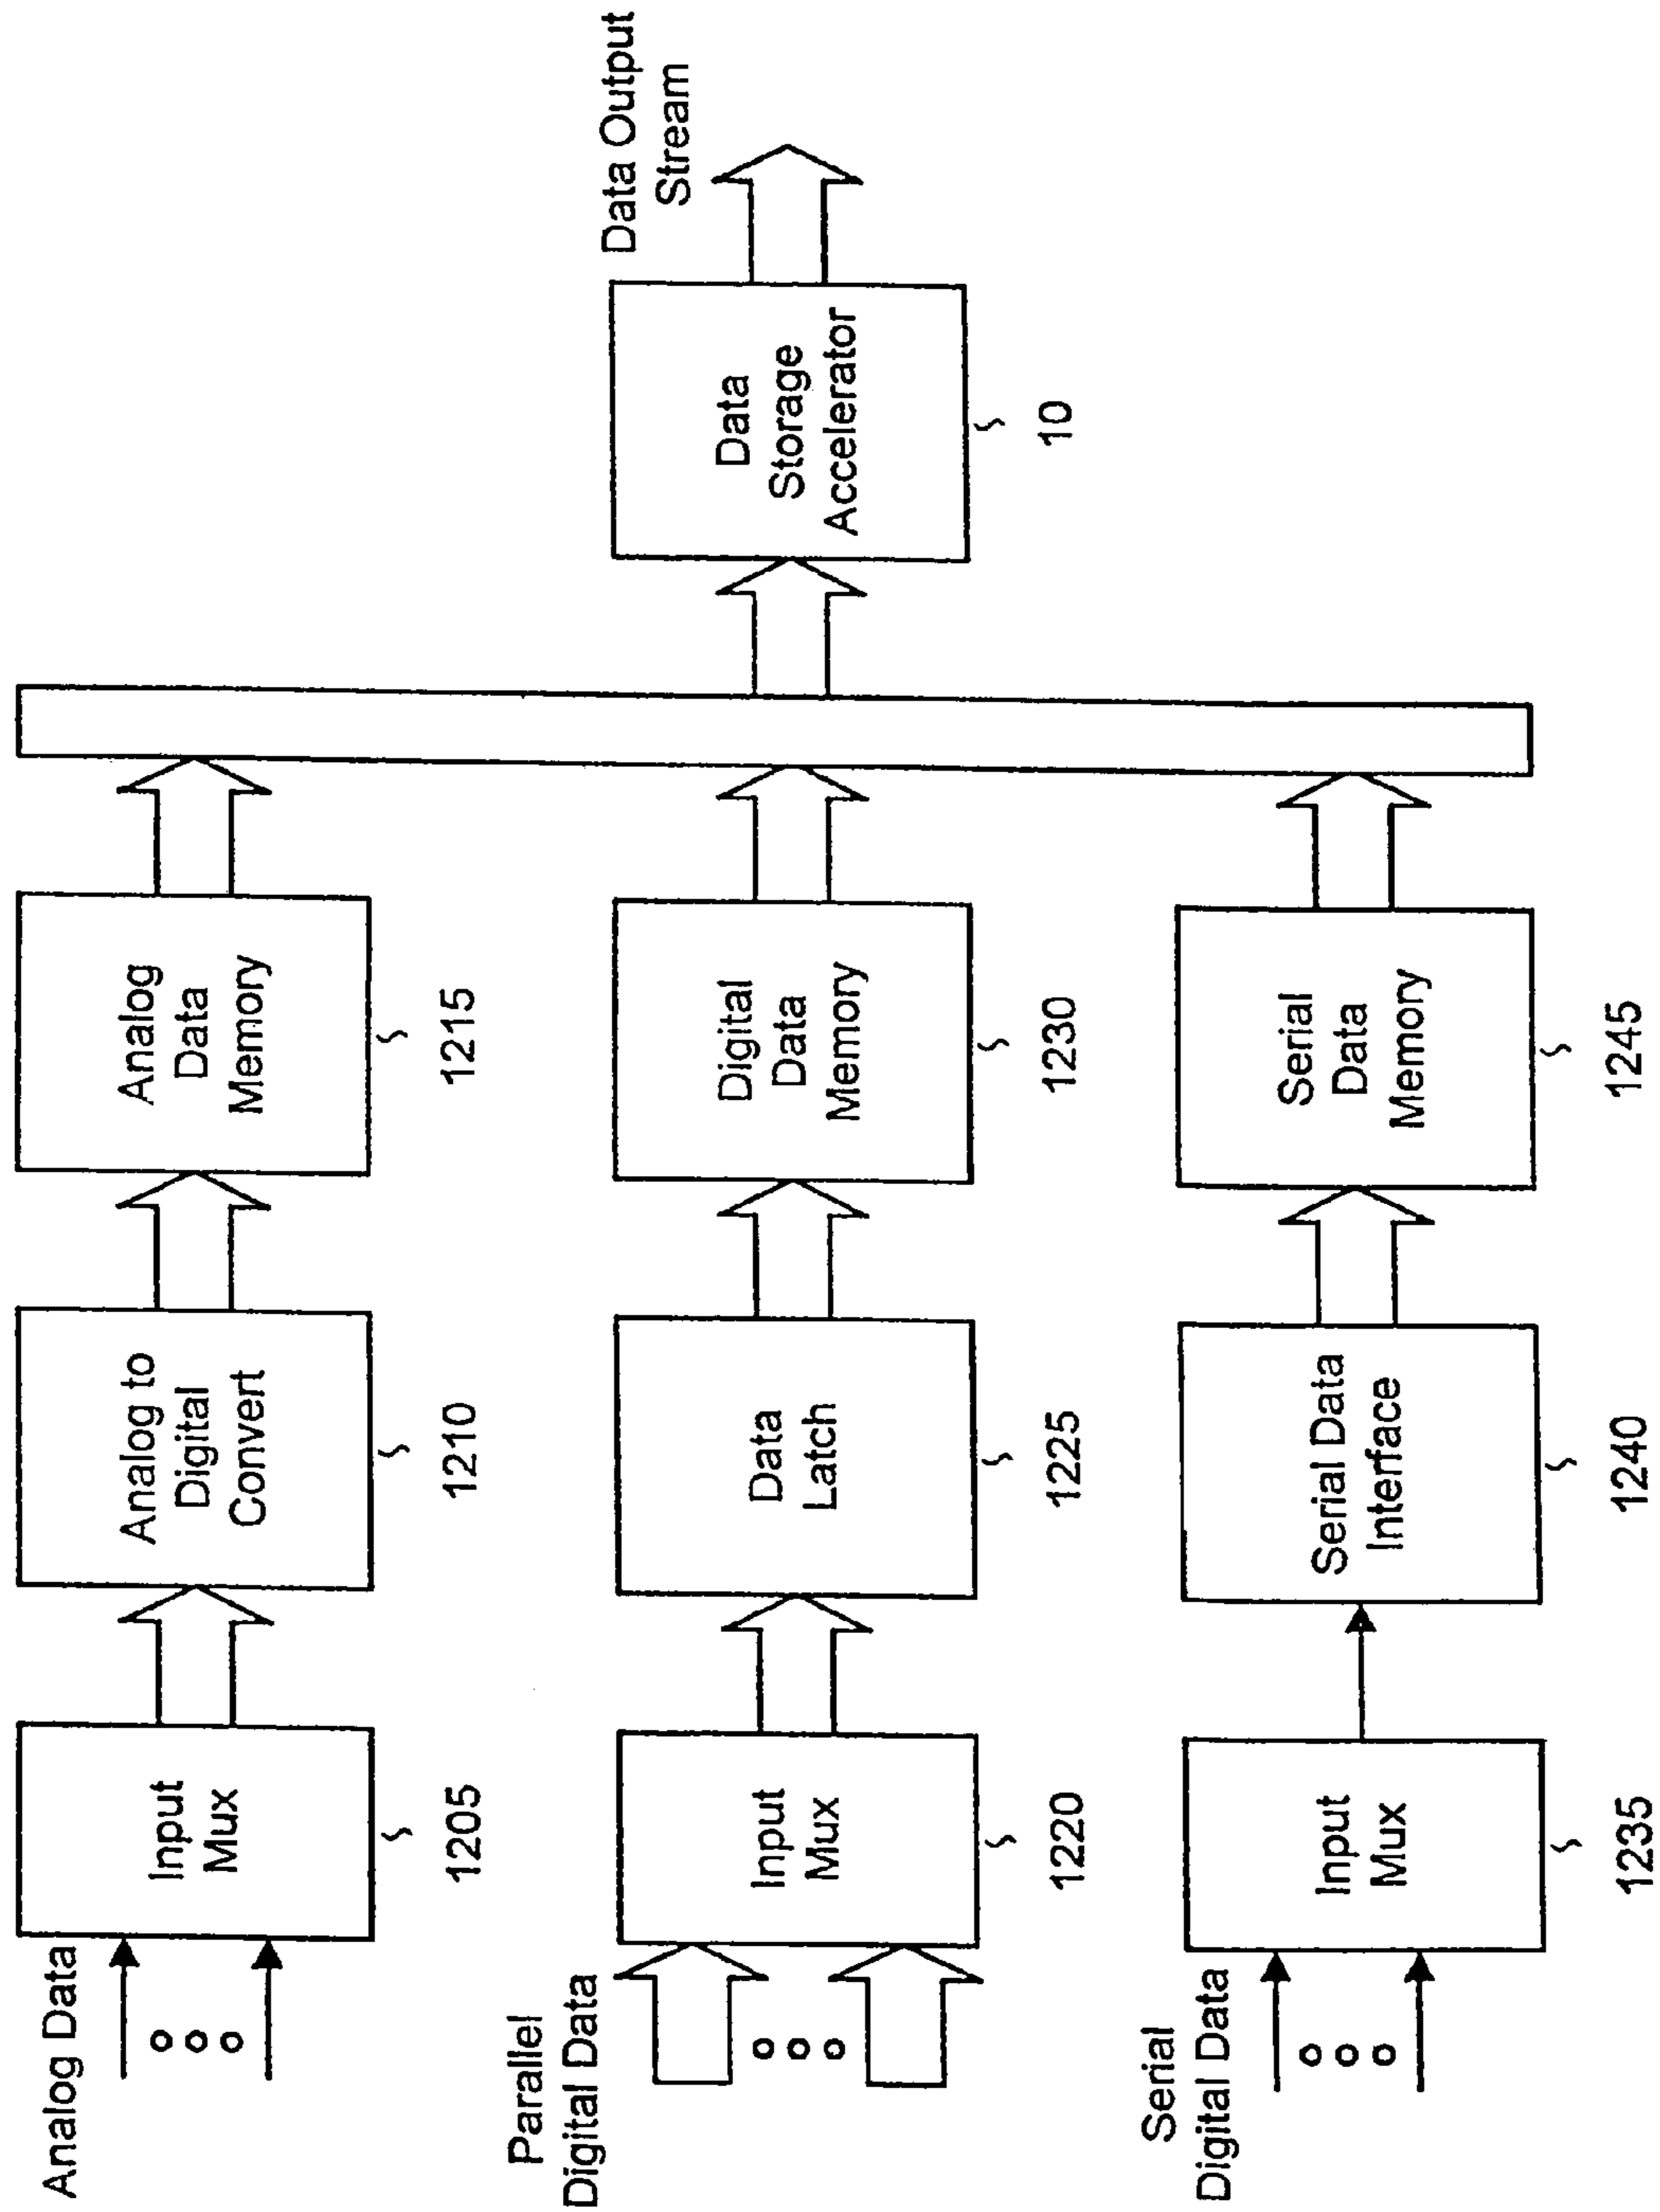 Analog Data
Input
Mux
1205
Analog to
Digital
Convert
1210
Analog
Data
Memory
1215
Parallel
Digital Data
Input
Mux
1220
Data
Latch
1225
Digital
Data
Memory
1230
Serial
Digital Data
Input
Mux
1235
Serial Data
Interface
1240
Serial
Data
Memory
1245
Data
Storage
Accelerator
10
Data Output
Stream